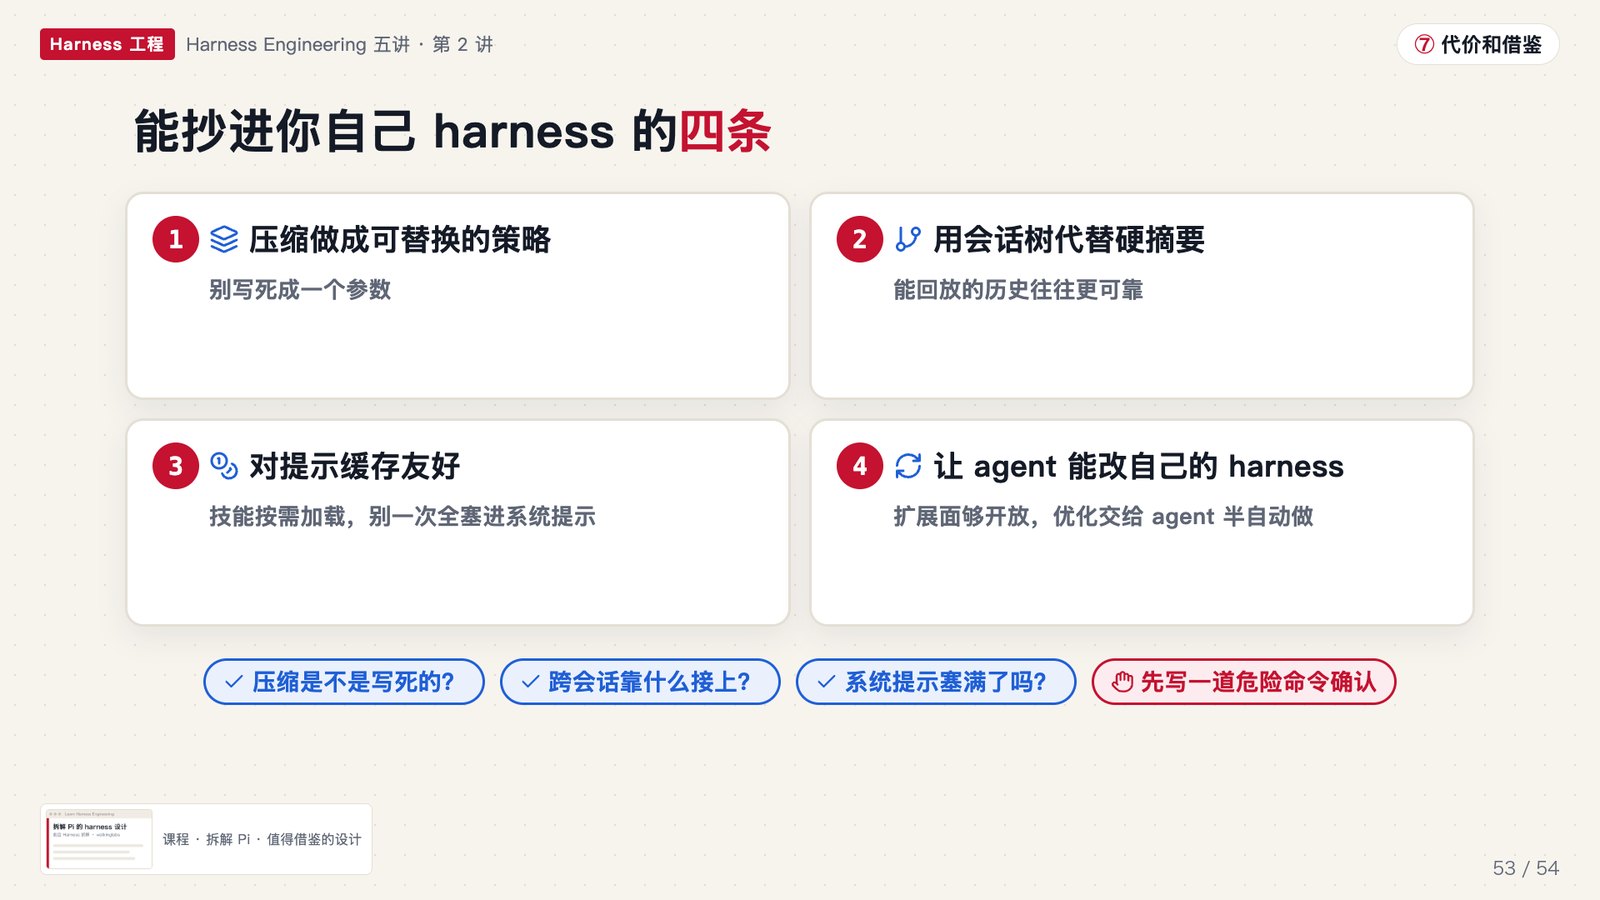 Harness 工程
Harness Engineering 五讲 · 第 2 讲
⑦ 代价和借鉴
能抄进你自己 harness 的四条
1 压缩做成可替换的策略
别写死成一个参数
2 用会话树代替硬摘要
能回放的历史往往更可靠
3 对提示缓存友好
技能按需加载，别一次全塞进系统提示
4 让 agent 能改自己的 harness
扩展面够开放，优化交给 agent 半自动做
压缩是不是写死的？
跨会话靠什么接上？
系统提示塞满了吗？
先写一道危险命令确认
Learn Harness Engineering
拆解 Pi 的 harness 设计
课程 · 拆解 Pi · 值得借鉴的设计
53 / 54